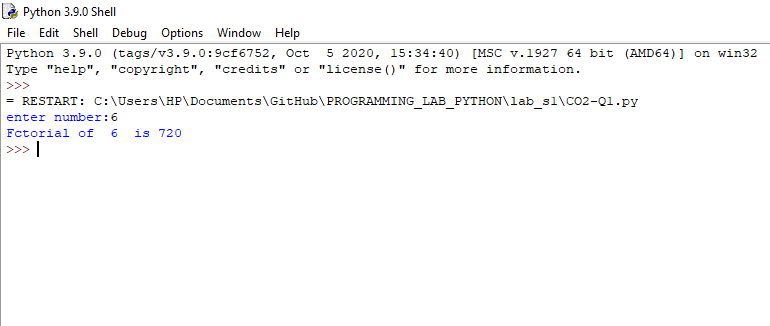 Python 3.9.0 Shell
File Edit Shell Debug Options Window Help
Python 3.9.0 (tags/v3.9.0:9cf6752, Oct  5 2020, 15:34:40) [MSC v.1927 64 bit (AMD64)] on win32
Type "help", "copyright", "credits" or "license()" for more information.
>>>
= RESTART: C:\Users\HP\Documents\GitHub\PROGRAMMING_LAB_PYTHON\lab_s1\CO2-Q1.py
enter number:6
Fctorial of  6  is 720
>>>